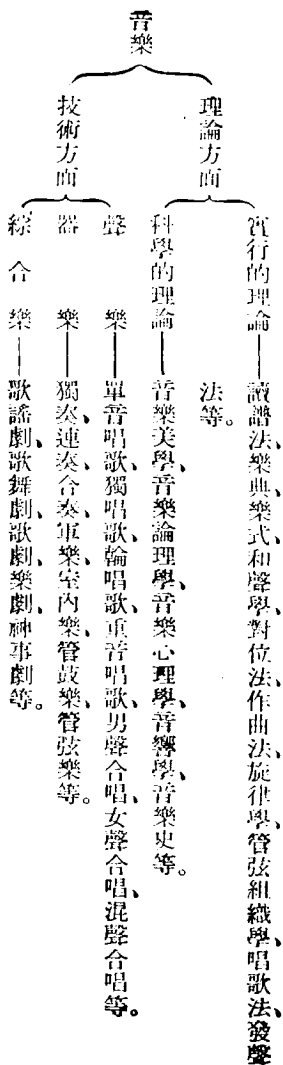 音樂
理論方面
實行的理論——讀譜法、樂典、樂式、和聲學、對位法、作曲法、旋律學、管弦組織學、唱歌法、發聲
法等。
科學的理論——音樂美學、音樂論理學、音樂心理學、音響學、音樂史等。
技術方面
聲樂——單音唱歌、獨唱歌、輪唱歌、重音唱歌、男聲合唱、女聲合唱、混聲合唱等。
器樂——獨奏、連奏、合奏、軍樂、室內樂、管鼓樂、管弦樂等。
綜合樂——歌謠劇、歌舞劇、歌劇、樂劇、神事劇等。